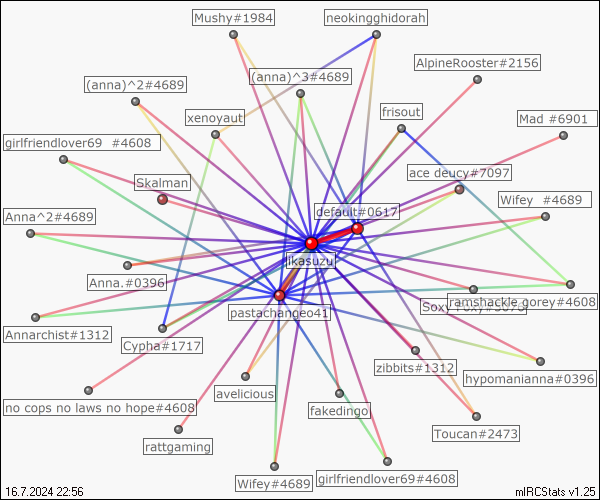 Mushy#1984
neokingghidorah
AlpineRooster#2156
(anna)^2#4689
(anna)^3#4689
xenoyaut
frisout
Mad  #6901
girlfriendlover69  #4608
Skalman
ace deucy#7097
Wifey  #4689
Anna^2#4689
default#0617
Ikasuzu
Anna.#0396
ramshackle gorey#4608
pastachangeo41
Annarchist#1312
Cypha#1717
zibbits#1312
hypomanianna#0396
avelicious
no cops no laws no hope#4608
fakedingo
rattgaming
Toucan#2473
Wifey#4689
girlfriendlover69#4608
16.7.2024 22:56
mIRCStats v1.25